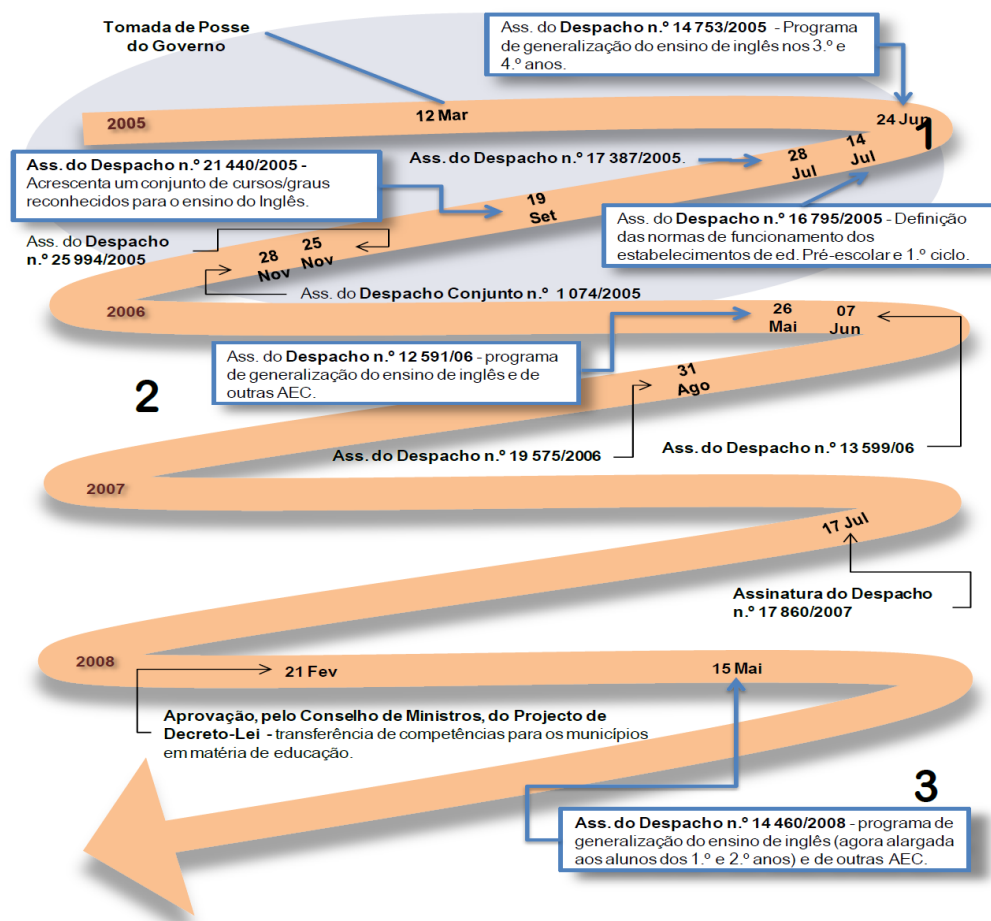 Tomada de Posse
do Governo
Ass. do Despacho n.º 14 753/2005 - Programa
de generalização do ensino de inglês nos 3.º e
4.º anos.
2005
12 Mar
24 Jun
1
Ass. do Despacho n.º 21 440/2005 -
Acrescenta um conjunto de cursos/graus
reconhecidos para o ensino do Inglês.
Ass. do Despacho n.º 17 387/2005.
28
Jul
14
Jul
19
Set
Ass. do Despacho n.º 16 795/2005 - Definição
das normas de funcionamento dos
estabelecimentos de ed. Pré-escolar e 1.º ciclo.
Ass. do Despacho
n.º 25 994/2005
28
Nov
25
Nov
Ass. do Despacho Conjunto n.º 1 074/2005
2006
26
Mai
07
Jun
Ass. do Despacho n.º 12 591/06 - programa
de generalização do ensino de inglês e de
outras AEC.
2
31
Ago
Ass. do Despacho n.º 19 575/2006
Ass. do Despacho n.º 13 599/06
2007
17 Jul
Assinatura do Despacho
n.º 17 860/2007
2008
21 Fev
15 Mai
Aprovação, pelo Conselho de Ministros, do Projecto de
Decreto-Lei - transferência de competências para os municípios
em matéria de educação.
3
Ass. do Despacho n.º 14 460/2008 - programa de
generalização do ensino de inglês (agora alargada
aos alunos dos 1.º e 2.º anos) e de outras AEC.